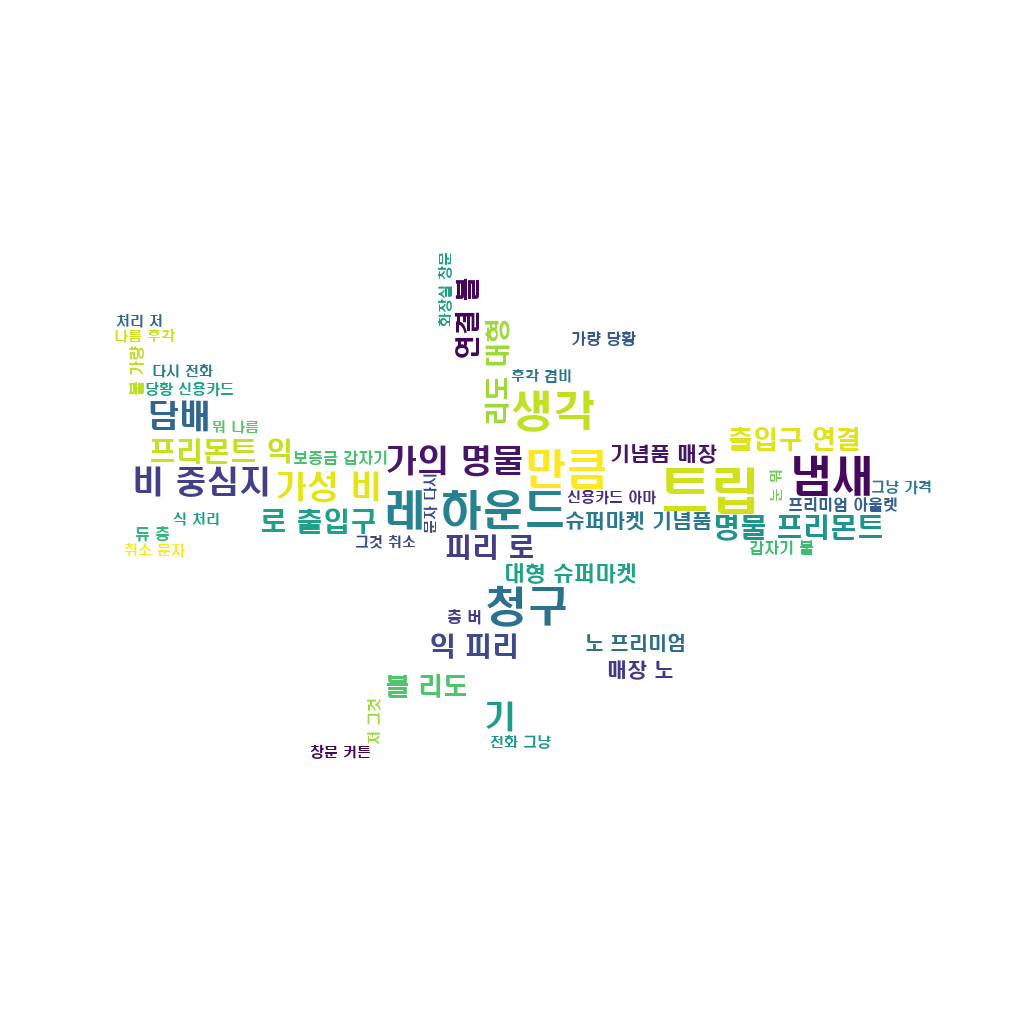 화장실 창문
연결 블
처리 저
나름 후각
리도 대형
가량 당황
풀 가량
다시 전화
후각 겸비
당황 신용카드
생각
담배
뭐 나름
출입구 연결
프리몬트 익
보증금 갑자기
가의 명물
만큼
기념품 매장
냄새
비 중심지
가성 비
트립
는 뭐
그냥 가격
레 하운드
문자 다시
신용카드 아마
프리미엄 아울렛
로 출입구
슈퍼마켓 기념품
명물 프리몬트
식 처리
듀 층
그것 취소
피리 로
갑자기 불
취소 문자
대형 슈퍼마켓
청구
층 버
익 피리
노 프리미엄
매장 노
블 리도
저 그것
기
전화 그냥
창문 커튼